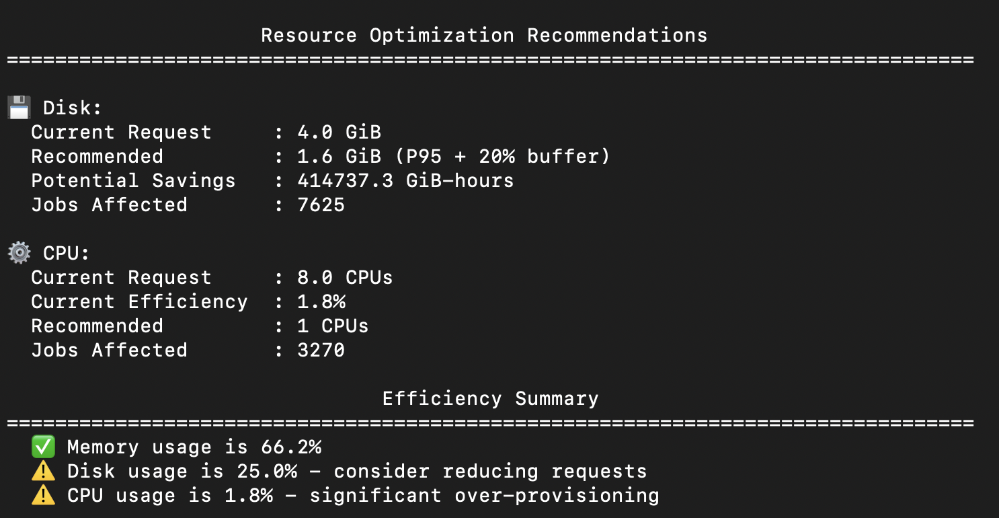 Resource Optimization Recommendations
================================================================================
💾 Disk:
Current Request : 4.0 GiB
Recommended : 1.6 GiB (P95 + 20% buffer)
Potential Savings : 414737.3 GiB-hours
Jobs Affected : 7625
⚙️ CPU:
Current Request : 8.0 CPUs
Current Efficiency : 1.8%
Recommended : 1 CPUs
Jobs Affected : 3270
Efficiency Summary
================================================================================
✅ Memory usage is 66.2%
⚠️ Disk usage is 25.0% - consider reducing requests
⚠️ CPU usage is 1.8% - significant over-provisioning